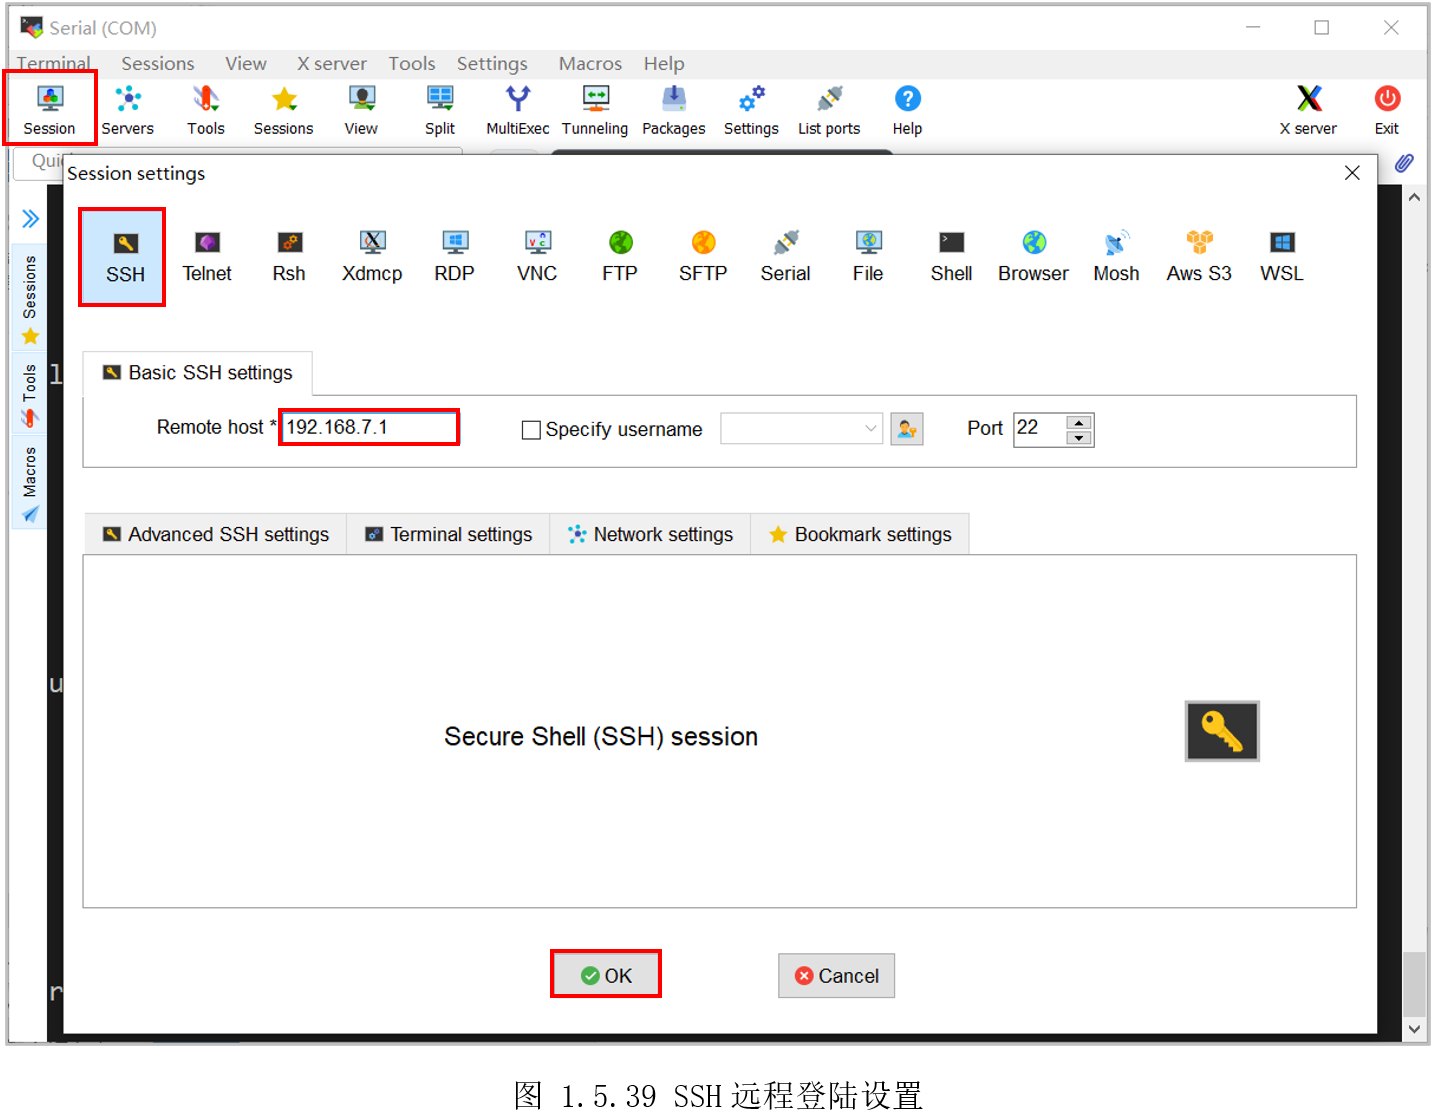 Serial (COM)
Terminal Sessions View X server Tools Settings Macros Help
Session Servers Tools Sessions View Split MultiExec Tunneling Packages Settings List ports Help X server Exit
Session settings
SSH Telnet Rsh Xdmcp RDP VNC FTP SFTP Serial File Shell Browser Mosh Aws S3 WSL
Sessions
Tools
Macros
Basic SSH settings
Remote host * 192.168.7.1 Specify username Port 22
Advanced SSH settings Terminal settings Network settings Bookmark settings
Secure Shell (SSH) session
OK Cancel
图 1.5.39 SSH 远程登陆设置